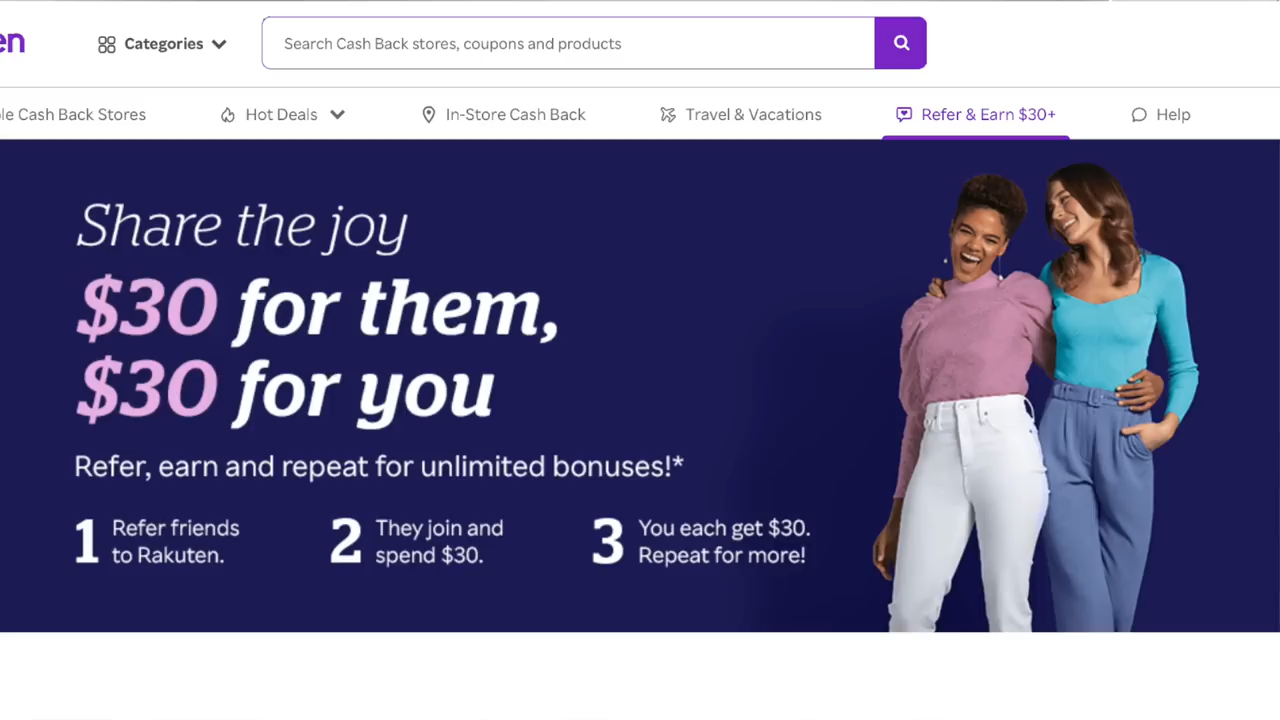 en
Categories
Search Cash Back stores, coupons and products
le Cash Back Stores
Hot Deals
In-Store Cash Back
Travel & Vacations
Refer & Earn $30+
Help
Share the joy
$30 for them,
$30 for you
Refer, earn and repeat for unlimited bonuses!*
1 Refer friends
to Rakuten.
2 They join and
spend $30.
3 You each get $30.
Repeat for more!